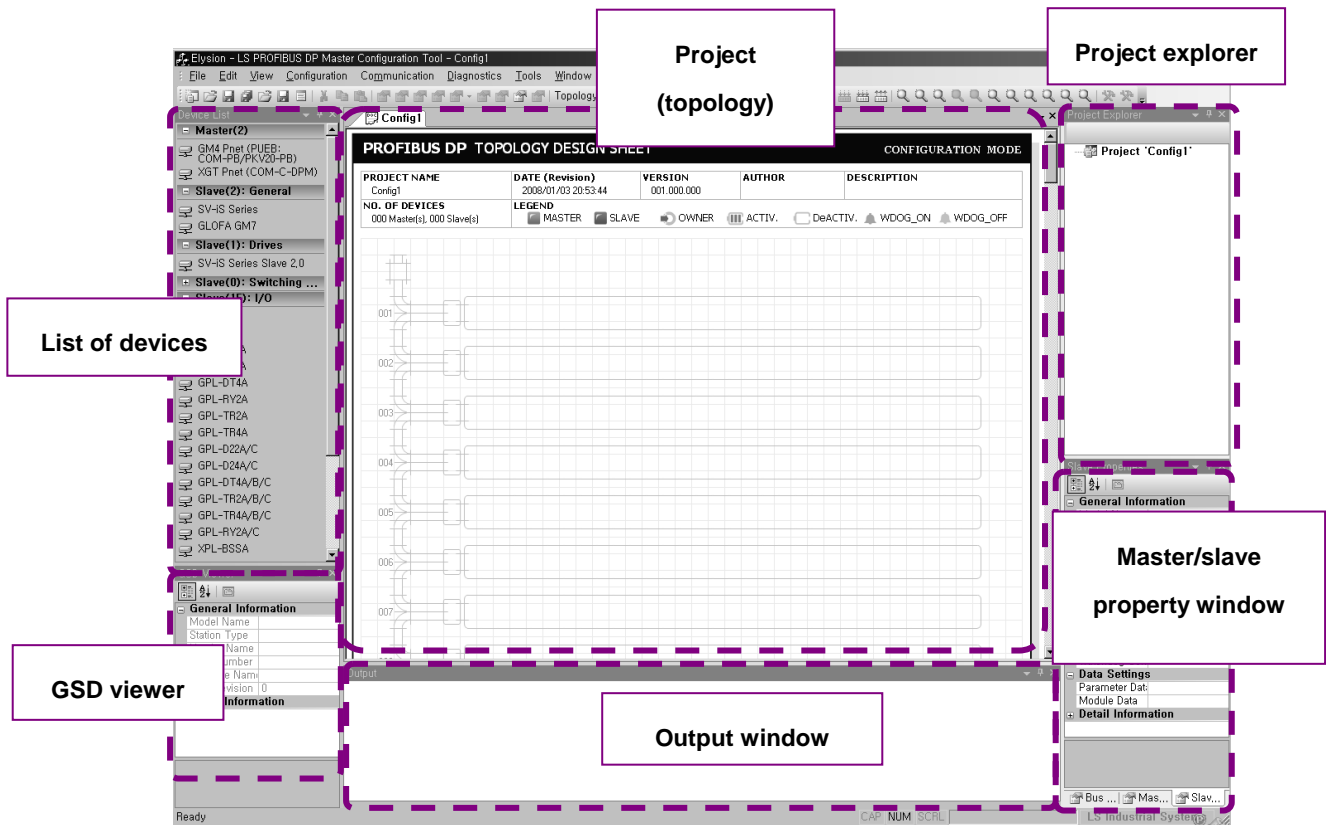 Project
(topology)
Project explorer
Elysion - LS PROFIBUS DP Master Configuration Tool - Config1
File Edit View Configuration Communication Diagnostics Tools Window
Topology
Device List
Config1
Project Explorer
Master(2)
GM4 Pnet (PUEB:
COM-PB/PKV20-PB)
XGT Pnet (COM-C-DPM)
Slave(2): General
SV-iS Series
GLOFA GM7
Slave(1): Drives
SV-iS Series Slave 2,0
Slave(0): Switching ...
Slave(15): I/O
List of devices
GPL-DT4A
GPL-RY2A
GPL-TR2A
GPL-TR4A
GPL-D22A/C
GPL-D24A/C
GPL-DT4A/B/C
GPL-TR2A/B/C
GPL-TR4A/B/C
GPL-RY2A/C
XPL-BSSA
PROFIBUS DP TOPOLOGY DESIGN SHEET CONFIGURATION MODE
PROJECT NAME DATE (Revision) VERSION AUTHOR DESCRIPTION
Config1 2008/01/03 20:53:44 001.000.000
NO. OF DEVICES LEGEND
000 Master(s), 000 Slave(s) MASTER SLAVE OWNER ACTIV. DeACTIV. WDOG_ON WDOG_OFF
001
002
003
004
005
006
007
Project 'Config1'
General Information
Master/slave
property window
Data Settings
Parameter Data
Module Data
Detail Information
Bus ... Mas... Slav...
General Information
Model Name
Station Type
Name
GSD viewer
Revision 0
Information
Output
Output window
Ready
CAP NUM SCRL
LS Industrial Systems